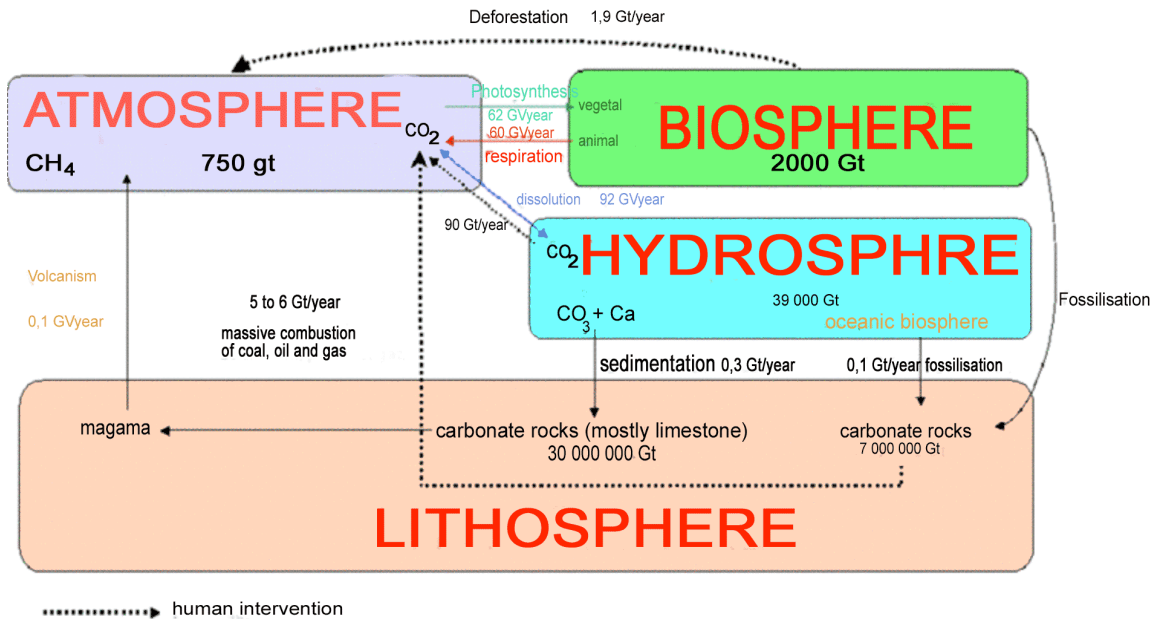 Deforestation 1,9 Gt/year
ATMOSPHERE
CO2
CH4 750 gt
Photosynthesis
62 GVyear
60 GVyear
respiration
vegetal
animal
BIOSPHERE
2000 Gt
dissolution 92 GVyear
90 Gt/year
CO2 HYDROSPHRE
39 000 Gt
CO3 + Ca
oceanic biosphere
Fossilisation
Volcanism
0,1 GVyear
5 to 6 Gt/year
massive combustion
of coal, oil and gas
sedimentation 0,3 Gt/year
0,1 Gt/year fossilisation
magama
carbonate rocks (mostly limestone)
30 000 000 Gt
carbonate rocks
7 000 000 Gt
LITHOSPHERE
human intervention